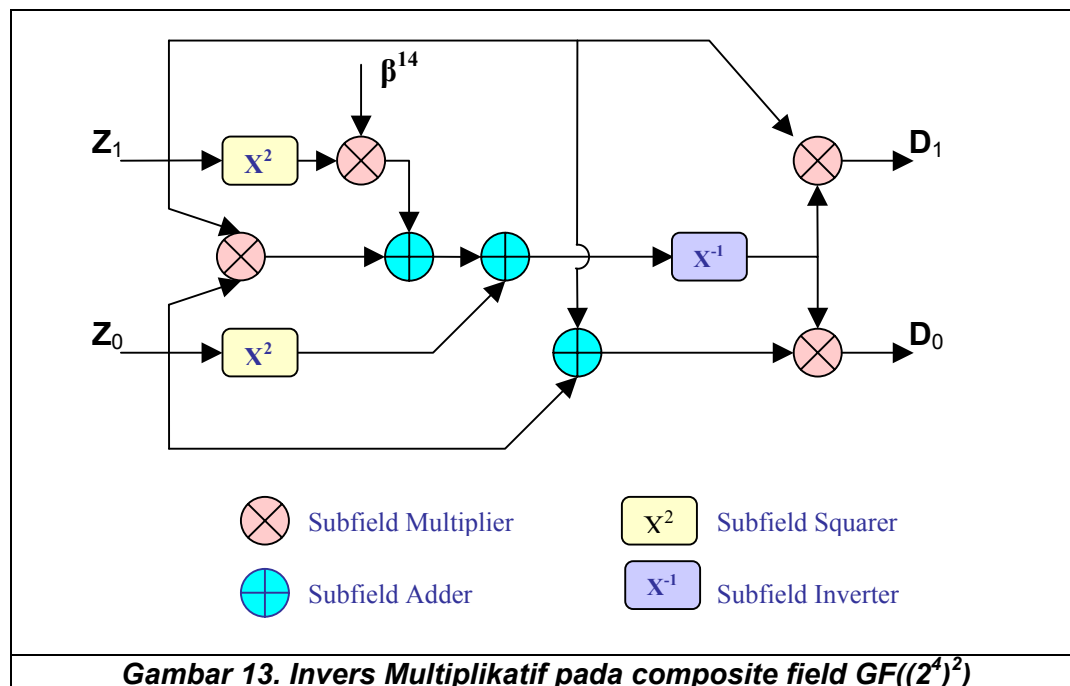 β¹⁴
Z₁
X²
D₁
X⁻¹
Z₀
X²
D₀
Subfield Multiplier
X²
Subfield Squarer
Subfield Adder
X⁻¹
Subfield Inverter
Gambar 13. Invers Multiplikatif pada composite field GF((2⁴)²)